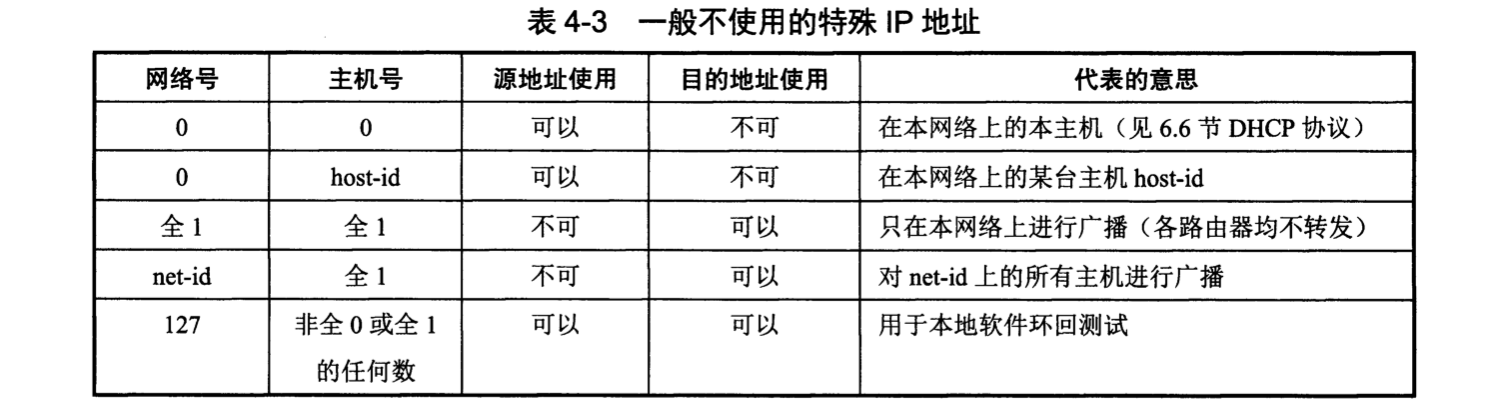 表 4-3 一般不使用的特殊 IP 地址
网络号 主机号 源地址使用 目的地址使用 代表的意思
0 0 可以 不可 在本网络上的本主机（见 6.6 节 DHCP 协议）
0 host-id 可以 不可 在本网络上的某台主机 host-id
全 1 全 1 不可 可以 只在本网络上进行广播（各路由器均不转发）
net-id 全 1 不可 可以 对 net-id 上的所有主机进行广播
127 非全 0 或全 1 可以 可以 用于本地软件环回测试
的任何数